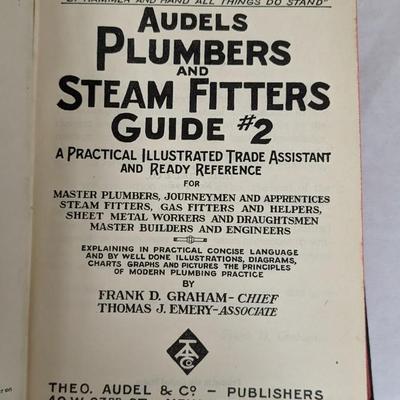 "BY HAMMER AND HAND ALL THINGS DO STAND"
AUDELS
PLUMBERS
AND
STEAM FITTERS
GUIDE #2
A PRACTICAL ILLUSTRATED TRADE ASSISTANT
AND READY REFERENCE
FOR
MASTER PLUMBERS, JOURNEYMEN AND APPRENTICES
STEAM FITTERS, GAS FITTERS AND HELPERS,
SHEET METAL WORKERS AND DRAUGHTSMEN
MASTER BUILDERS AND ENGINEERS
EXPLAINING IN PRACTICAL CONCISE LANGUAGE
AND BY WELL DONE ILLUSTRATIONS, DIAGRAMS,
CHARTS GRAPHS AND PICTURES THE PRINCIPLES
OF MODERN PLUMBING PRACTICE
BY
FRANK D. GRAHAM-CHIEF
THOMAS J. EMERY-ASSOCIATE
THEO. AUDEL & CO - PUBLISHERS